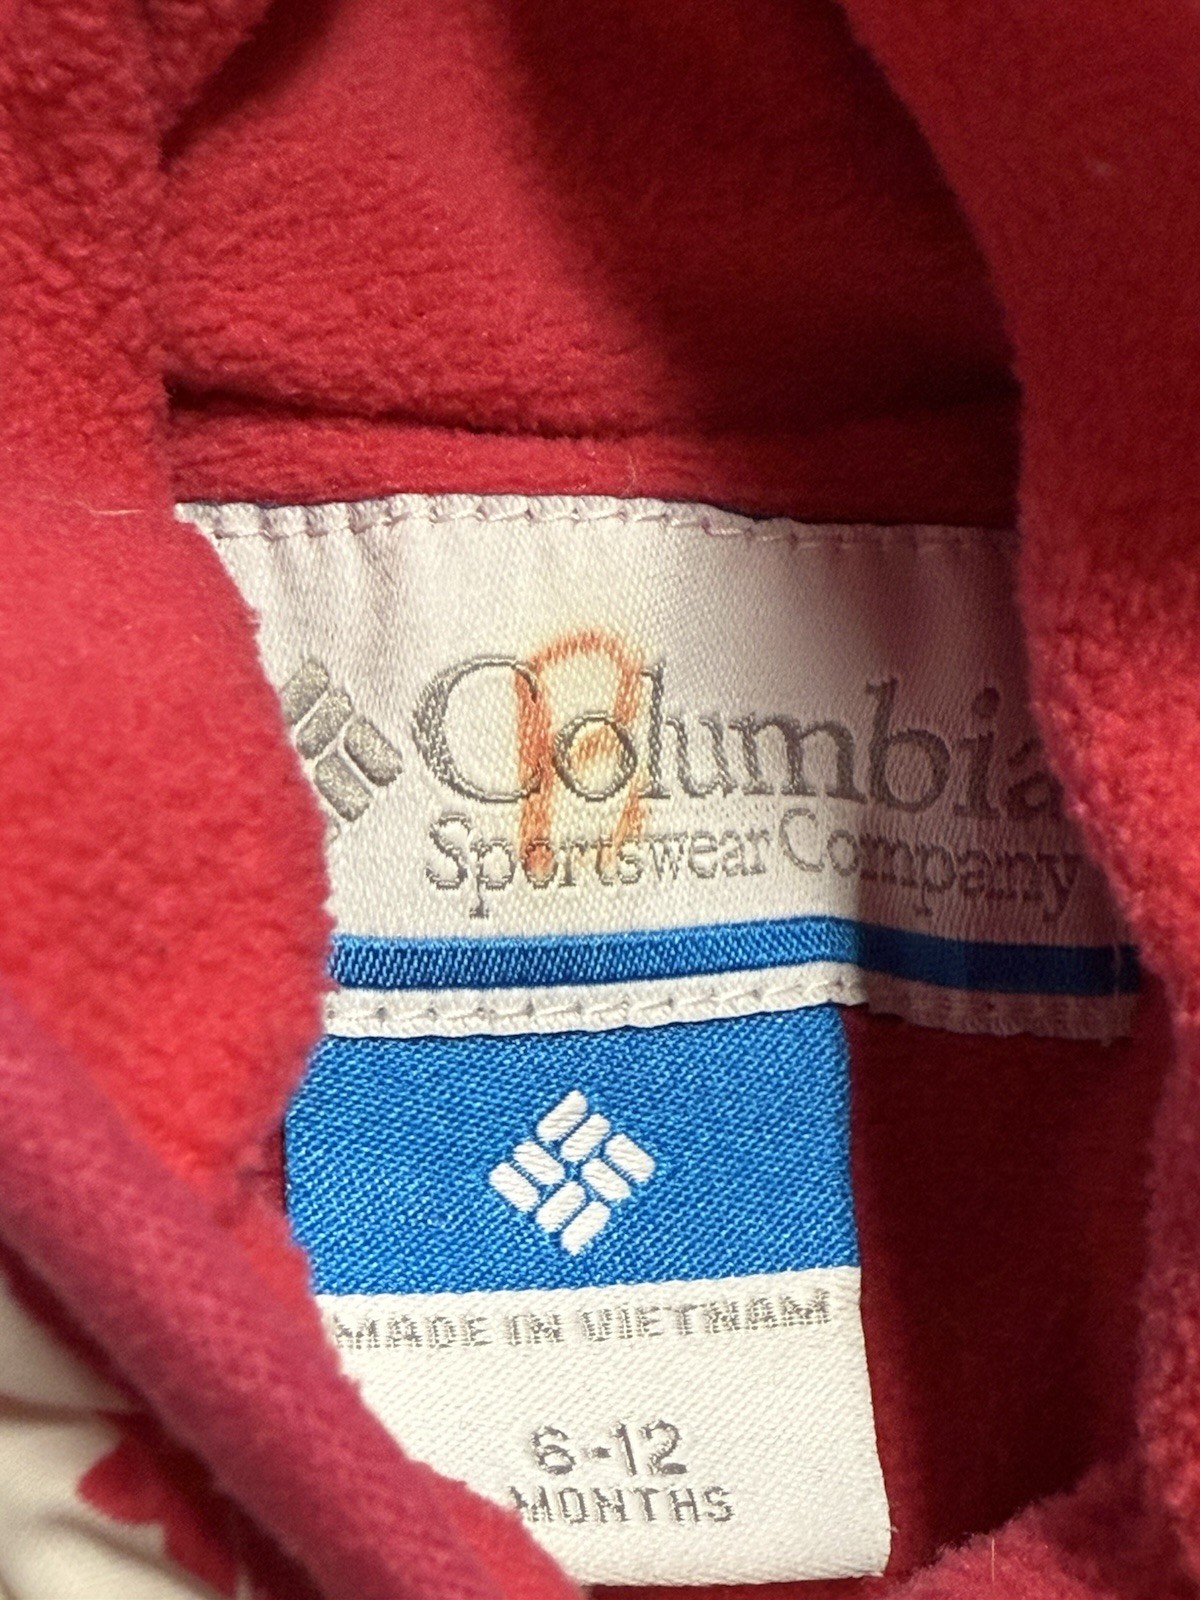 Columbia
Sportswear Company
MADE IN VIETNAM
6-12
MONTHS